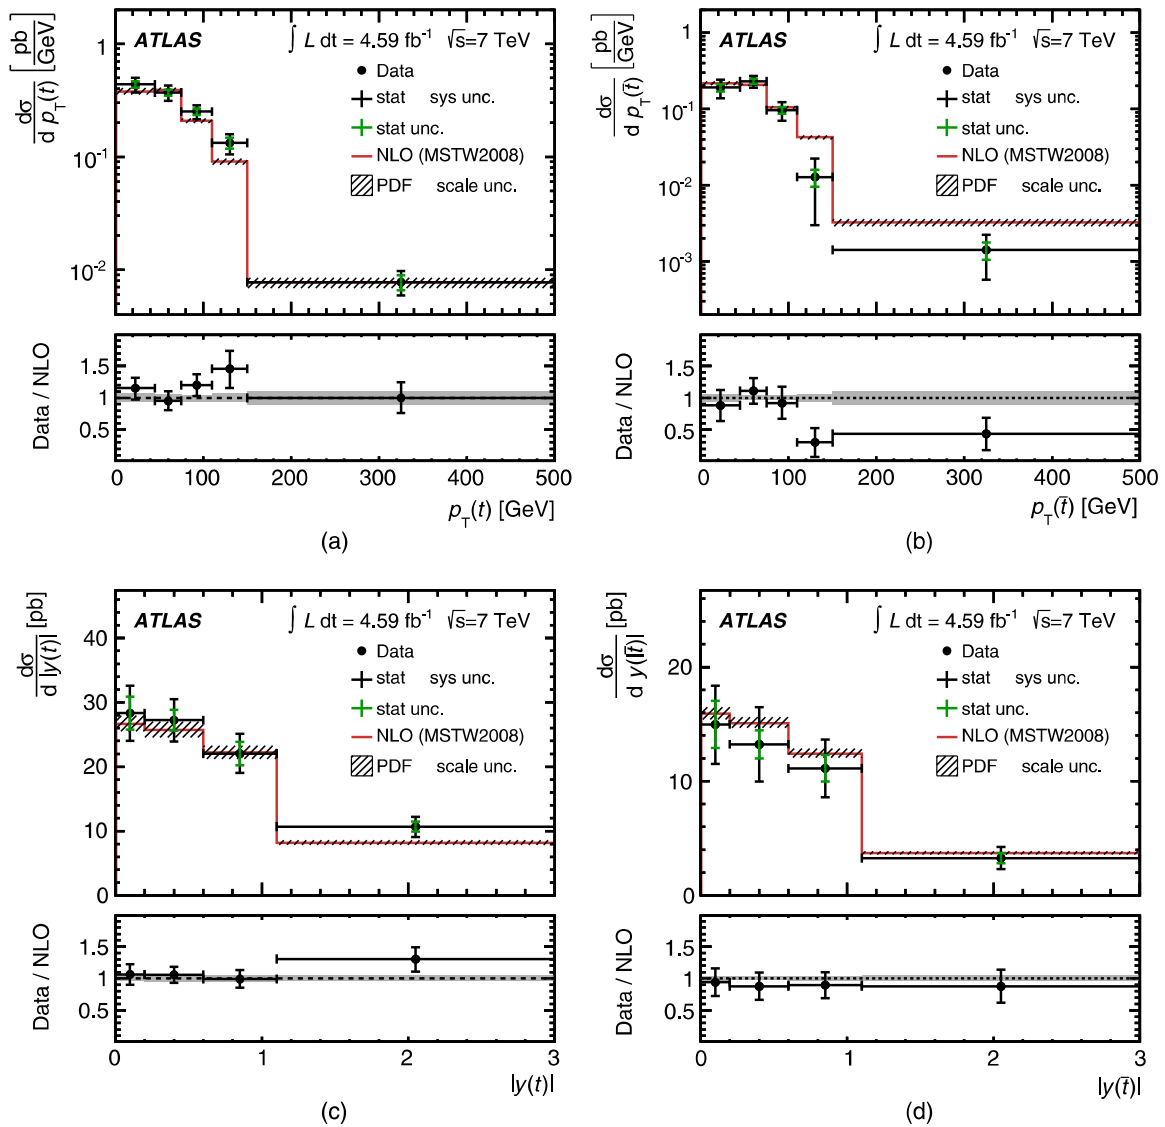 dσ
d p_T(t)
[pb/GeV]
1
10⁻¹
10⁻²
ATLAS
∫ L dt = 4.59 fb⁻¹ √s=7 TeV
Data
stat sys unc.
stat unc.
NLO (MSTW2008)
PDF scale unc.
Data / NLO
1.5
1
0.5
0 100 200 300 400 500
p_T(t) [GeV]
(a)
dσ
d p_T(t̄)
[pb/GeV]
1
10⁻¹
10⁻²
10⁻³
ATLAS
∫ L dt = 4.59 fb⁻¹ √s=7 TeV
Data
stat sys unc.
stat unc.
NLO (MSTW2008)
PDF scale unc.
Data / NLO
1.5
1
0.5
0 100 200 300 400 500
p_T(t̄) [GeV]
(b)
dσ
d |y(t)|
[pb]
40
30
20
10
0
ATLAS
∫ L dt = 4.59 fb⁻¹ √s=7 TeV
Data
stat sys unc.
stat unc.
NLO (MSTW2008)
PDF scale unc.
Data / NLO
1.5
1
0.5
0 1 2 3
|y(t)|
(c)
dσ
d y(|t̄)|
[pb]
20
10
0
ATLAS
∫ L dt = 4.59 fb⁻¹ √s=7 TeV
Data
stat sys unc.
stat unc.
NLO (MSTW2008)
PDF scale unc.
Data / NLO
1.5
1
0.5
0 1 2 3
|y(t̄)|
(d)